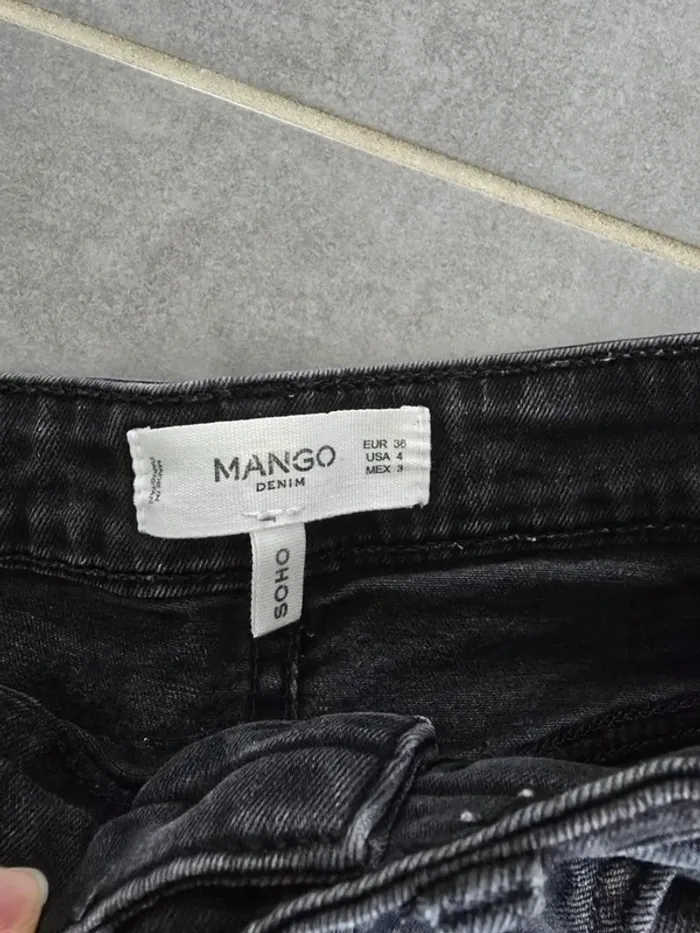 MANGO
DENIM
EUR 36
USA 4
MEX 3
SOHO